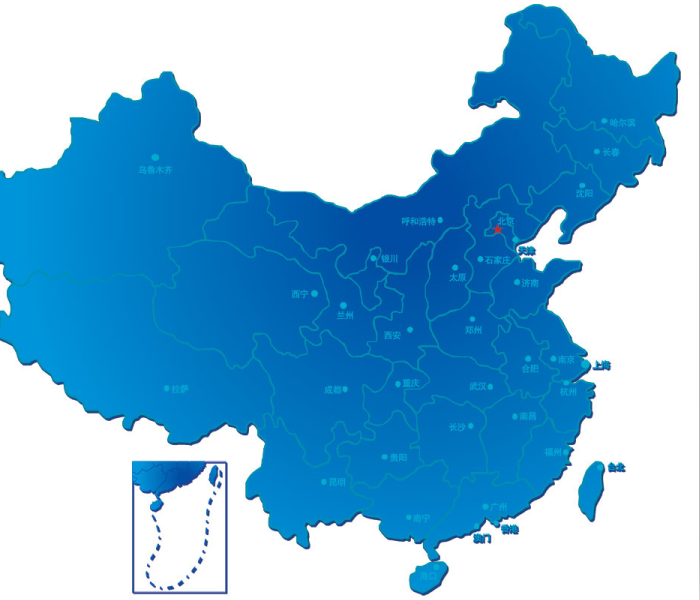 哈尔滨
长春
乌鲁木齐
沈阳
呼和浩特
北京
天津
银川
石家庄
太原
济南
西宁
兰州
郑州
西安
合肥
南京
上海
成都
重庆
武汉
杭州
拉萨
南昌
长沙
福州
贵阳
台北
昆明
广州
南宁
香港
澳门
海口